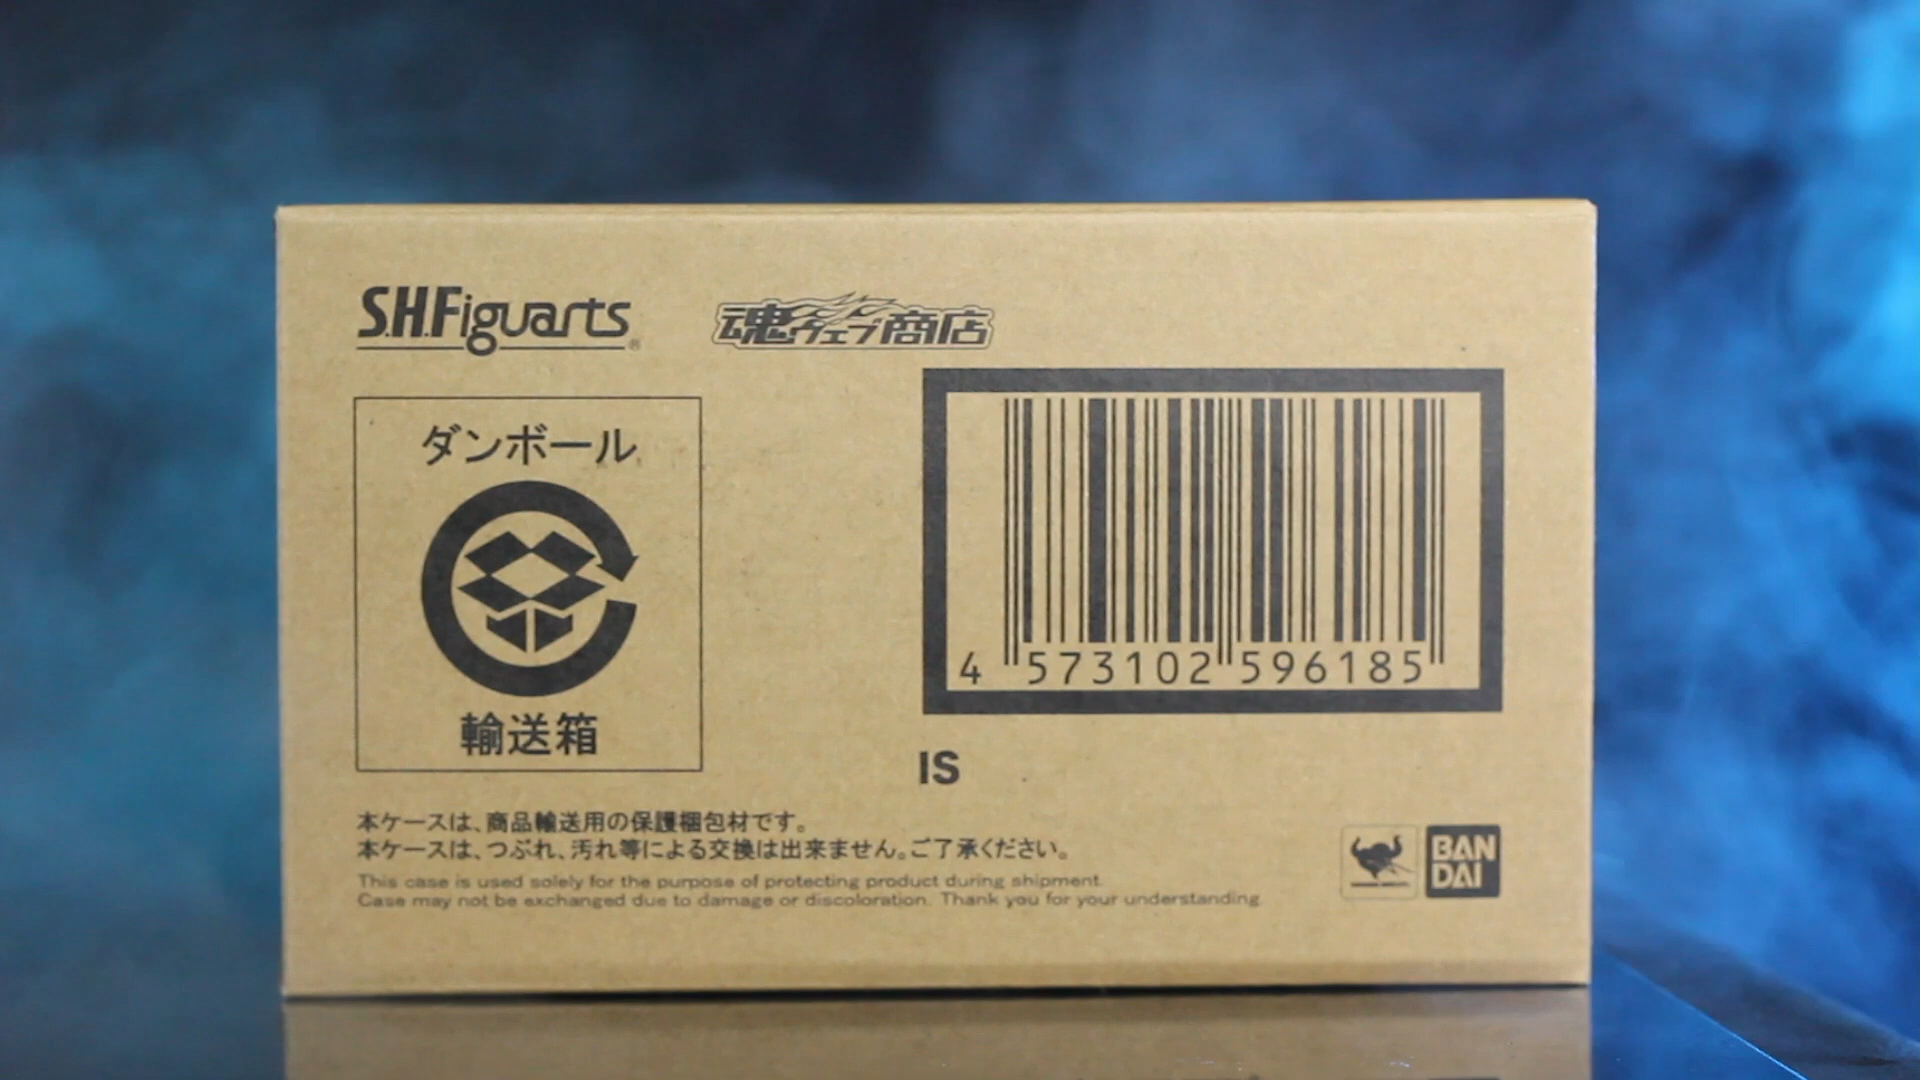 S.H.Figuarts®
魂ウェブ商店
ダンボール
輸送箱
4 573102 596185
IS
本ケースは、商品輸送用の保護梱包材です。
本ケースは、つぶれ、汚れ等による交換は出来ません。ご了承ください。
This case is used solely for the purpose of protecting product during shipment.
Case may not be exchanged due to damage or discoloration. Thank you for your understanding.
BAN
DAI